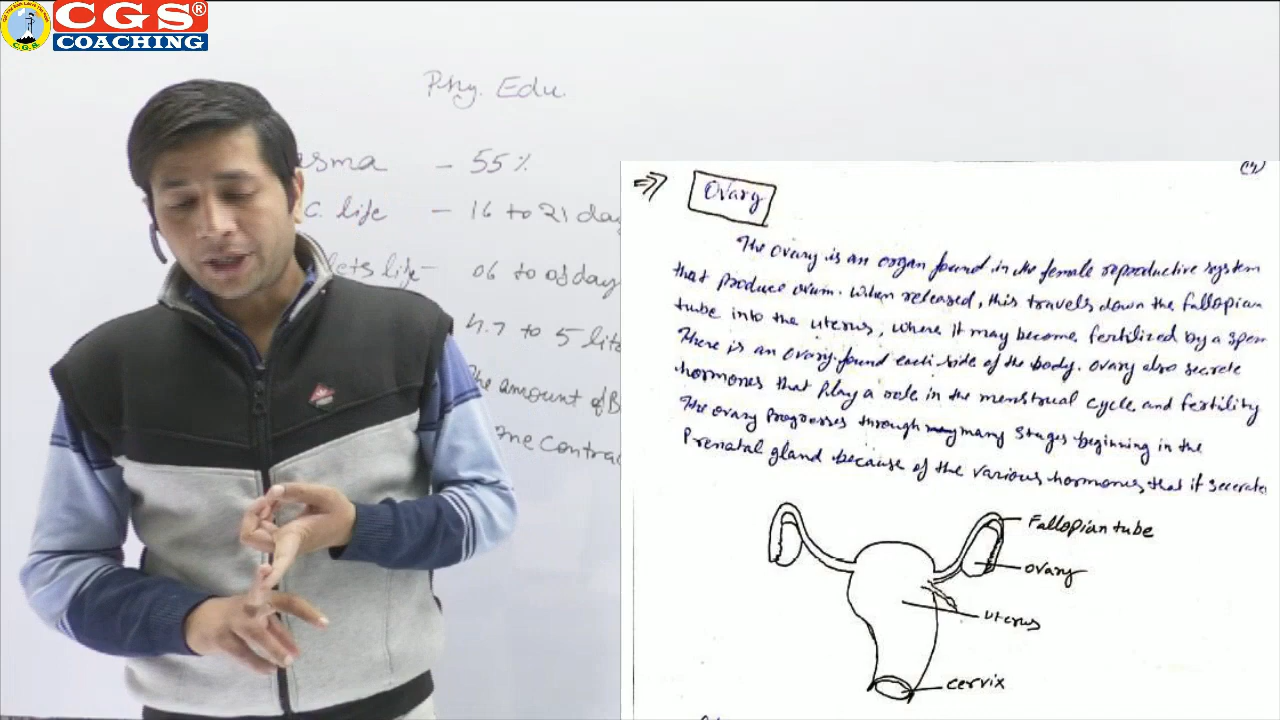 CGS®
COACHING
C.G.S.
Phy. Edu.
asma - 55%
C. life - 16 to 21 day
lets life- 06 to 08 day
4.7 to 5 lit
he amount of B
he contrac
Ovary
The ovary is an organ found in the female reproductive system
that produce ovum. When released, this travels down the fallopian
tube into the uterus, where it may become fertilized by a sperm
There is an ovary found each side of the body. ovary also secrete
hormones that play a role in the menstrual cycle and fertility
The ovary progresses through many stages beginning in the
Prenatal gland because of the various hormones that it secerate
Fallopian tube
ovary
uterus
cervix